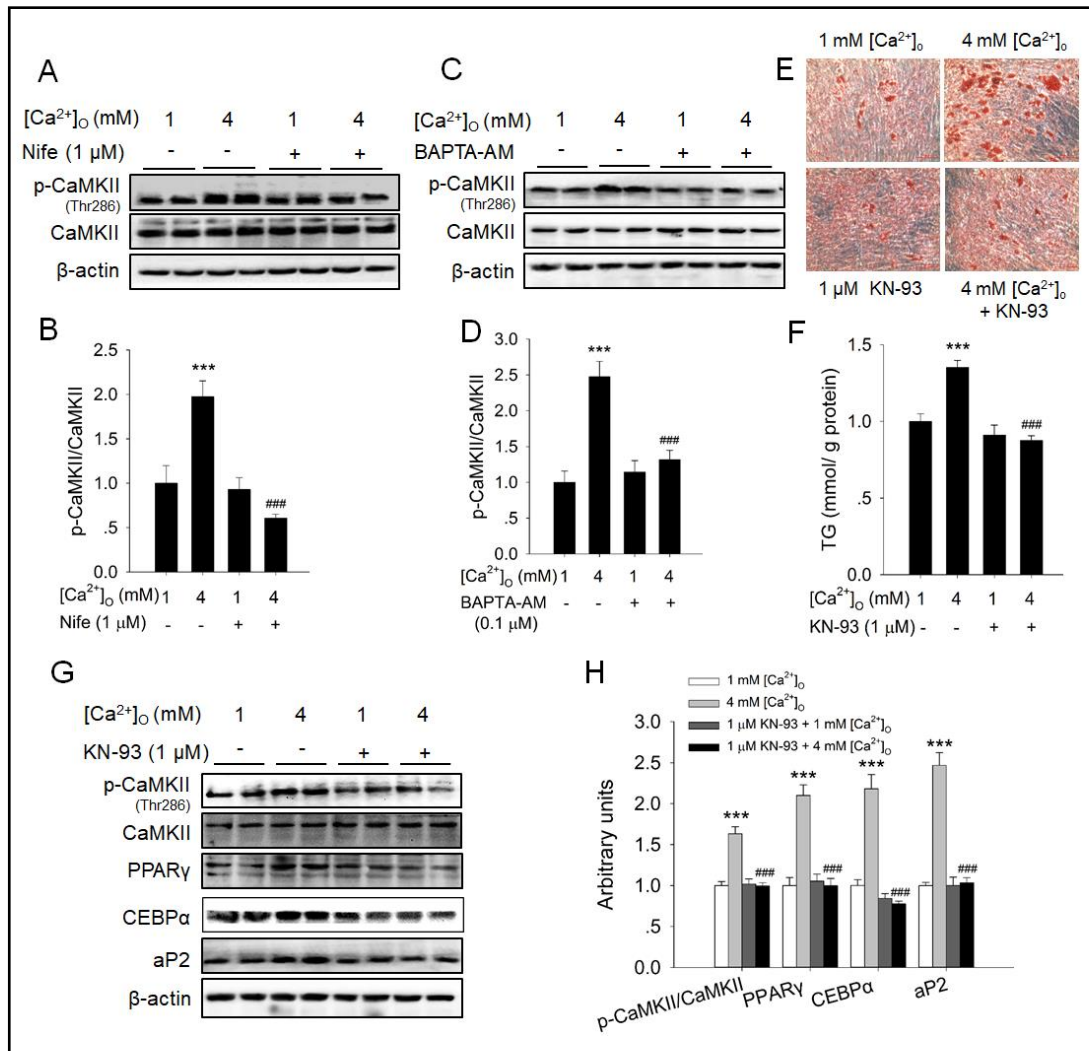 A
[Ca²⁺]ₒ (mM) 1 4 1 4
Nife (1 µM) - - + +
p-CaMKII
(Thr286)
CaMKII
β-actin
C
[Ca²⁺]ₒ (mM) 1 4 1 4
BAPTA-AM - - + +
p-CaMKII
(Thr286)
CaMKII
β-actin
E
1 mM [Ca²⁺]ₒ 4 mM [Ca²⁺]ₒ
1 µM KN-93 4 mM [Ca²⁺]ₒ
+ KN-93
B
p-CaMKII/CaMKII
2.5
2.0
1.5
1.0
.5
0.0
***
###
[Ca²⁺]ₒ (mM) 1 4 1 4
Nife (1 µM) - - + +
D
p-CaMKII/CaMKII
3.0
2.5
2.0
1.5
1.0
.5
0.0
***
###
[Ca²⁺]ₒ (mM) 1 4 1 4
BAPTA-AM - - + +
(0.1 µM)
F
TG (mmol/ g protein)
1.5
1.0
.5
0.0
***
###
[Ca²⁺]ₒ (mM) 1 4 1 4
KN-93 (1 µM) - - + +
G
[Ca²⁺]ₒ (mM) 1 4 1 4
KN-93 (1 µM) - - + +
p-CaMKII
(Thr286)
CaMKII
PPARγ
CEBPα
aP2
β-actin
H
1 mM [Ca²⁺]ₒ
4 mM [Ca²⁺]ₒ
1 µM KN-93 + 1 mM [Ca²⁺]ₒ
1 µM KN-93 + 4 mM [Ca²⁺]ₒ
Arbitrary units
3.0
2.5
2.0
1.5
1.0
.5
0.0
*** *** *** ***
### ### ### ###
p-CaMKII/CaMKII PPARγ CEBPα aP2